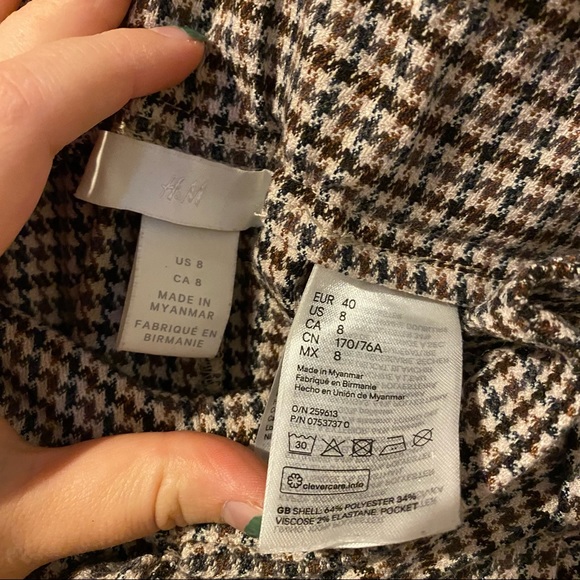 H&M
US 8
CA 8
MADE IN
MYANMAR
FABRIQUÉ EN
BIRMANIE
EUR 40
US 8
CA 8
CN 170/76A
MX 8
Made in Myanmar
Fabriqué en Birmanie
Hecho en Unión de Myanmar
O/N 259613
P/N 0753737 0
30
clevercare.info
GB SHELL: 64% POLYESTER 34%
VISCOSE 2% ELASTANE. POCKET